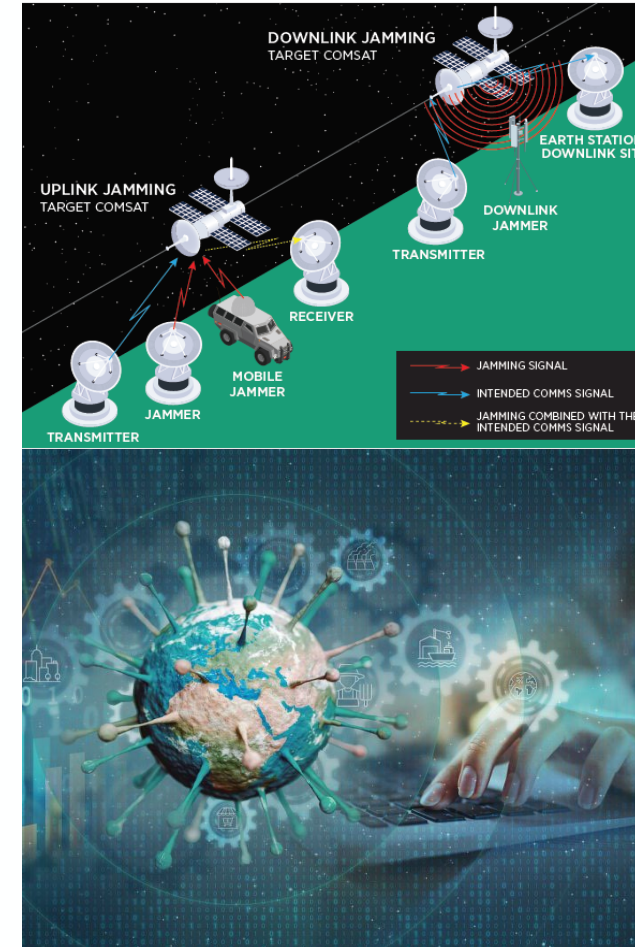 DOWNLINK JAMMING
TARGET COMSAT
EARTH STATION
DOWNLINK SIT
UPLINK JAMMING
TARGET COMSAT
DOWNLINK
JAMMER
TRANSMITTER
RECEIVER
MOBILE
JAMMER
JAMMER
TRANSMITTER
JAMMING SIGNAL
INTENDED COMMS SIGNAL
JAMMING COMBINED WITH THE
INTENDED COMMS SIGNAL